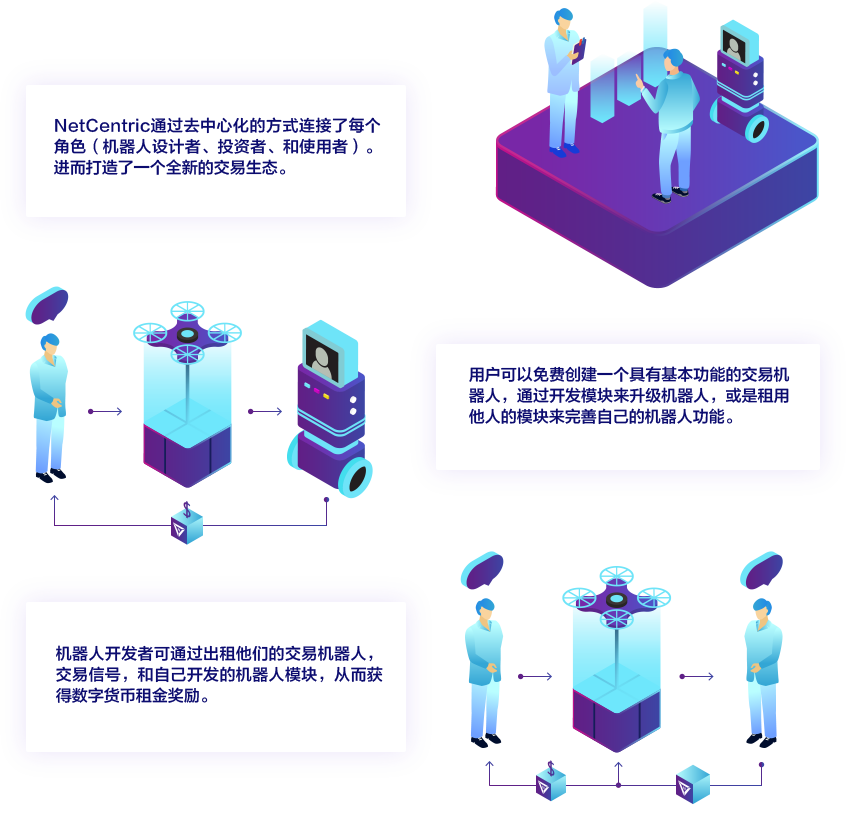 NetCentric通过去中心化的方式连接了每个
角色（机器人设计者、投资者、和使用者）。
进而打造了一个全新的交易生态。
用户可以免费创建一个具有基本功能的交易机
器人，通过开发模块来升级机器人，或是租用
他人的模块来完善自己的机器人功能。
$
机器人开发者可通过出租他们的交易机器人，
交易信号，和自己开发的机器人模块，从而获
得数字货币租金奖励。
$